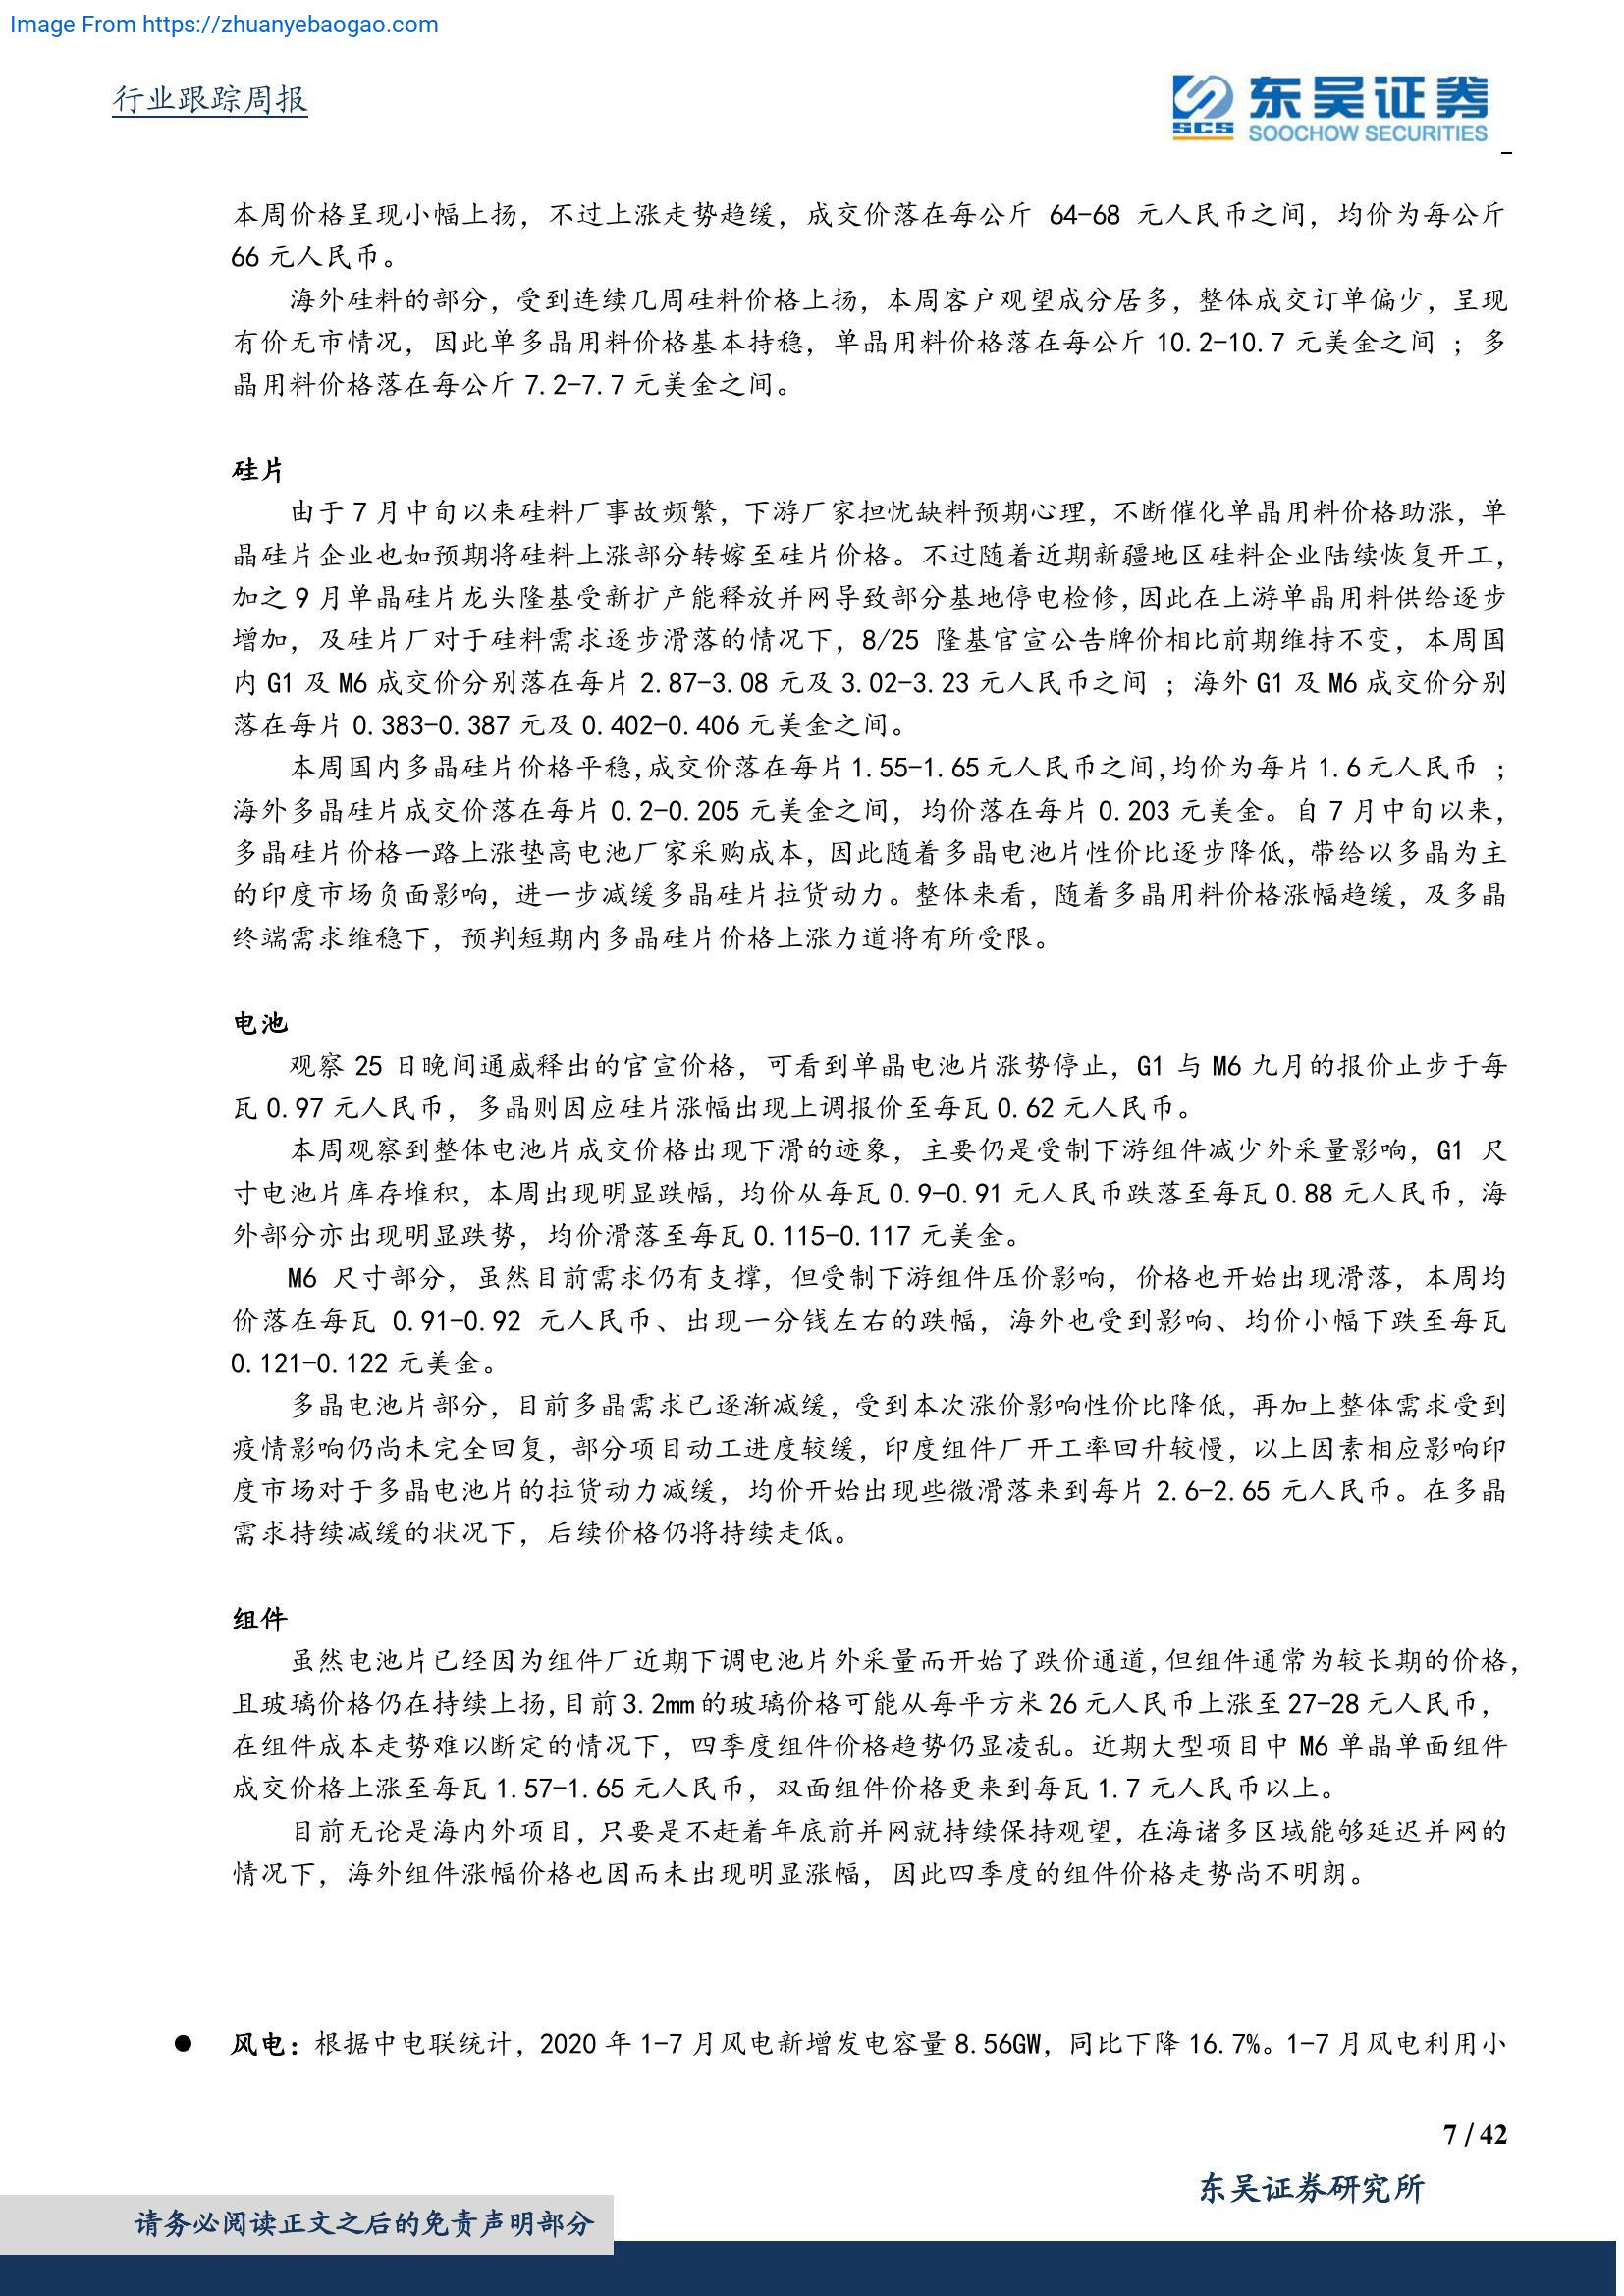 Image From https://zhuanyebaogao.com
行业跟踪周报
东吴证券
SCS
SOOCHOW SECURITIES
本周价格呈现小幅上扬，不过上涨走势趋缓，成交价落在每公斤 64-68 元人民币之间，均价为每公斤
66 元人民币。
海外硅料的部分，受到连续几周硅料价格上扬，本周客户观望成分居多，整体成交订单偏少，呈现
有价无市情况，因此单多晶用料价格基本持稳，单晶用料价格落在每公斤 10.2-10.7 元美金之间 ；多
晶用料价格落在每公斤 7.2-7.7 元美金之间。
硅片
由于 7 月中旬以来硅料厂事故频繁，下游厂家担忧缺料预期心理，不断催化单晶用料价格助涨，单
晶硅片企业也如预期将硅料上涨部分转嫁至硅片价格。不过随着近期新疆地区硅料企业陆续恢复开工，
加之 9 月单晶硅片龙头隆基受新扩产能释放并网导致部分基地停电检修，因此在上游单晶用料供给逐步
增加，及硅片厂对于硅料需求逐步滑落的情况下，8/25 隆基官宣公告牌价相比前期维持不变，本周国
内 G1 及 M6 成交价分别落在每片 2.87-3.08 元及 3.02-3.23 元人民币之间 ；海外 G1 及 M6 成交价分别
落在每片 0.383-0.387 元及 0.402-0.406 元美金之间。
本周国内多晶硅片价格平稳，成交价落在每片 1.55-1.65 元人民币之间，均价为每片 1.6 元人民币 ；
海外多晶硅片成交价落在每片 0.2-0.205 元美金之间，均价落在每片 0.203 元美金。自 7 月中旬以来，
多晶硅片价格一路上涨垫高电池厂家采购成本，因此随着多晶电池片性价比逐步降低，带给以多晶为主
的印度市场负面影响，进一步减缓多晶硅片拉货动力。整体来看，随着多晶用料价格涨幅趋缓，及多晶
终端需求维稳下，预判短期内多晶硅片价格上涨力道将有所受限。
电池
观察 25 日晚间通威释出的官宣价格，可看到单晶电池片涨势停止，G1 与 M6 九月的报价止步于每
瓦 0.97 元人民币，多晶则因应硅片涨幅出现上调报价至每瓦 0.62 元人民币。
本周观察到整体电池片成交价格出现下滑的迹象，主要仍是受制下游组件减少外采量影响，G1 尺
寸电池片库存堆积，本周出现明显跌幅，均价从每瓦 0.9-0.91 元人民币跌落至每瓦 0.88 元人民币，海
外部分亦出现明显跌势，均价滑落至每瓦 0.115-0.117 元美金。
M6 尺寸部分，虽然目前需求仍有支撑，但受制下游组件压价影响，价格也开始出现滑落，本周均
价落在每瓦 0.91-0.92 元人民币、出现一分钱左右的跌幅，海外也受到影响、均价小幅下跌至每瓦
0.121-0.122 元美金。
多晶电池片部分，目前多晶需求已逐渐减缓，受到本次涨价影响性价比降低，再加上整体需求受到
疫情影响仍尚未完全回复，部分项目动工进度较缓，印度组件厂开工率回升较慢，以上因素相应影响印
度市场对于多晶电池片的拉货动力减缓，均价开始出现些微滑落来到每片 2.6-2.65 元人民币。在多晶
需求持续减缓的状况下，后续价格仍将持续走低。
组件
虽然电池片已经因为组件厂近期下调电池片外采量而开始了跌价通道，但组件通常为较长期的价格，
且玻璃价格仍在持续上扬，目前 3.2mm 的玻璃价格可能从每平方米 26 元人民币上涨至 27-28 元人民币，
在组件成本走势难以断定的情况下，四季度组件价格趋势仍显凌乱。近期大型项目中 M6 单晶单面组件
成交价格上涨至每瓦 1.57-1.65 元人民币，双面组件价格更来到每瓦 1.7 元人民币以上。
目前无论是海内外项目，只要是不赶着年底前并网就持续保持观望，在海诸多区域能够延迟并网的
情况下，海外组件涨幅价格也因而未出现明显涨幅，因此四季度的组件价格走势尚不明朗。
● 风电：根据中电联统计，2020 年 1-7 月风电新增发电容量 8.56GW，同比下降 16.7%。1-7 月风电利用小
7 / 42
东吴证券研究所
请务必阅读正文之后的免责声明部分